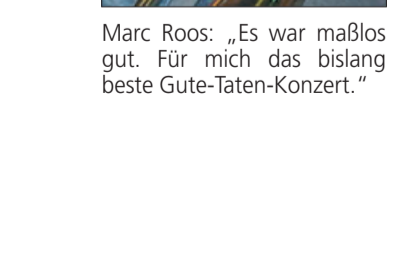 Marc Roos: „Es war maßlos
gut. Für mich das bislang
beste Gute-Taten-Konzert.“